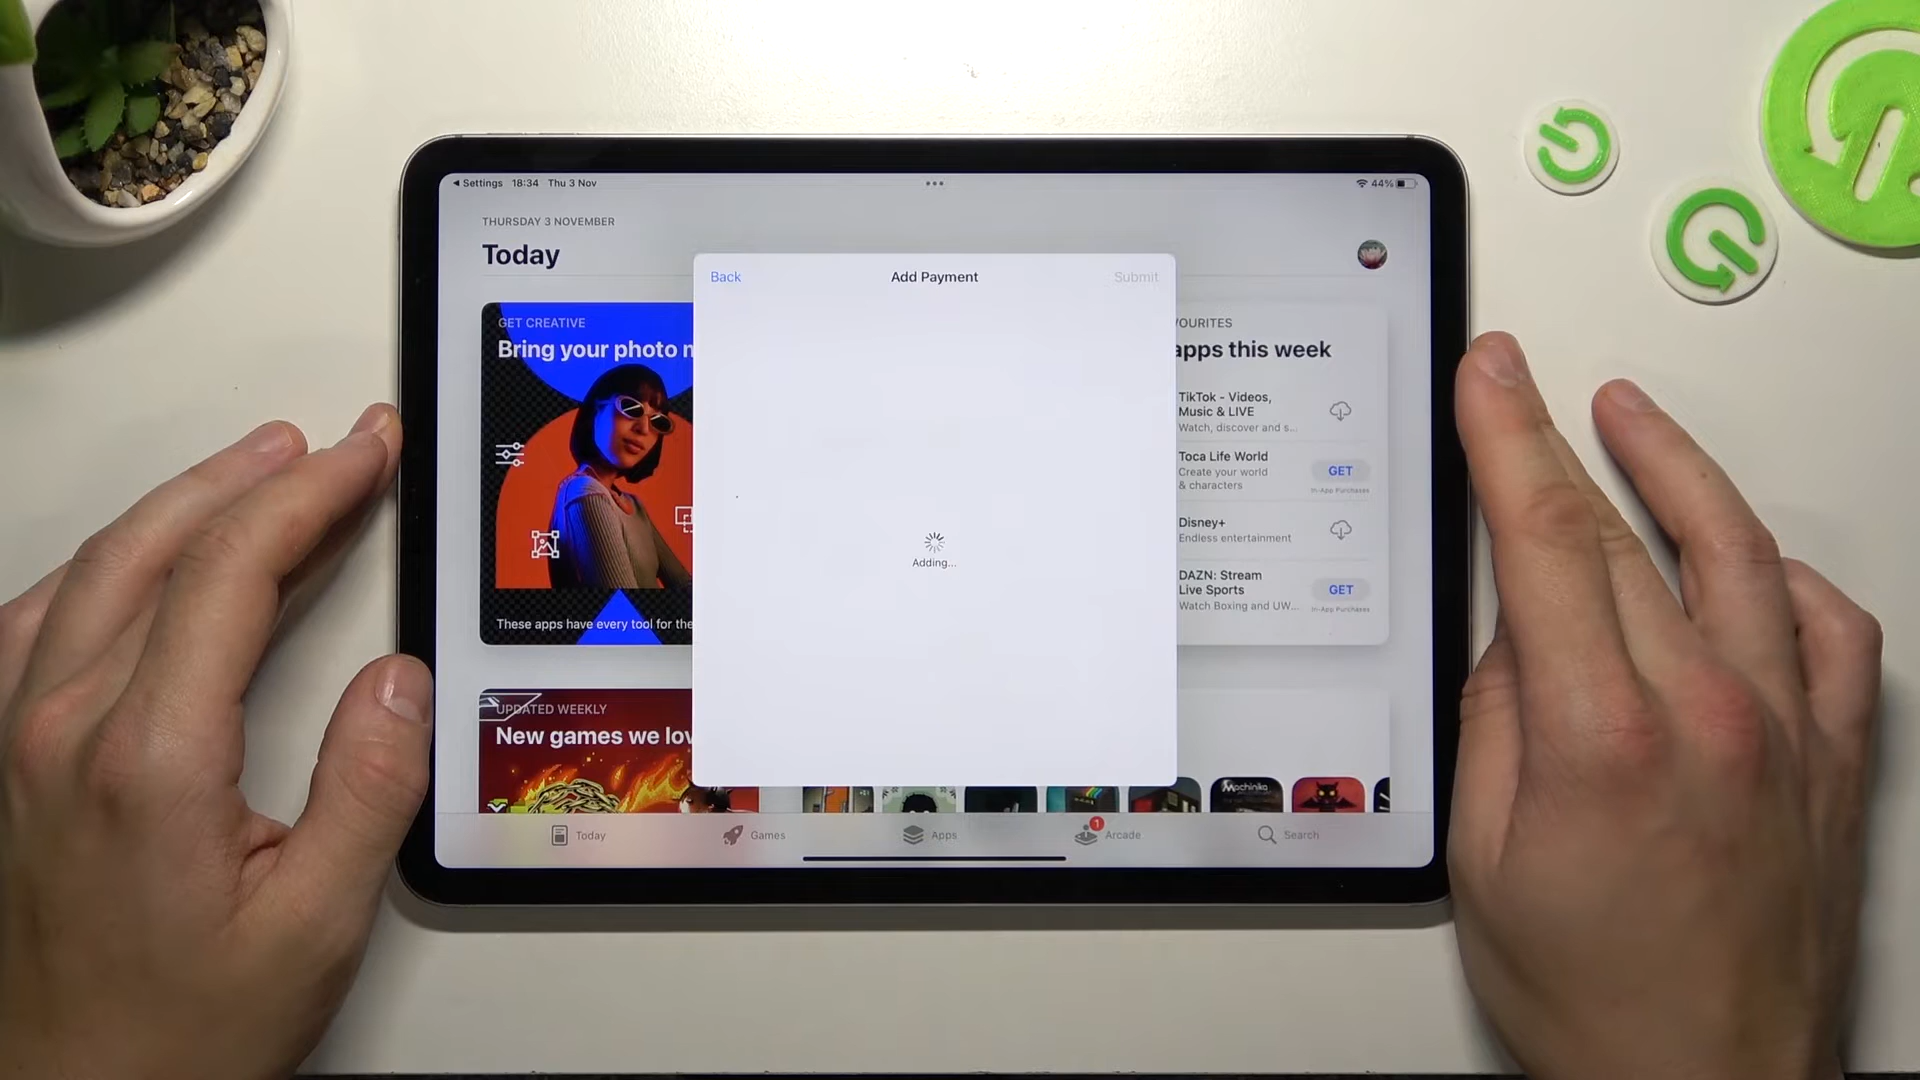 Settings 18:34 Thu 3 Nov
44%
THURSDAY 3 NOVEMBER
Today
Back
Add Payment
Submit
Adding...
GET CREATIVE
Bring your photo
These apps have every tool for the
VOURITES
apps this week
TikTok - Videos,
Music & LIVE
Watch, discover and s...
Toca Life World
Create your world
& characters
GET
In-App Purchases
Disney+
Endless entertainment
DAZN: Stream
Live Sports
Watch Boxing and UW...
GET
In-App Purchases
UPDATED WEEKLY
New games we lov
Machinika
Today
Games
Apps
1
Arcade
Search